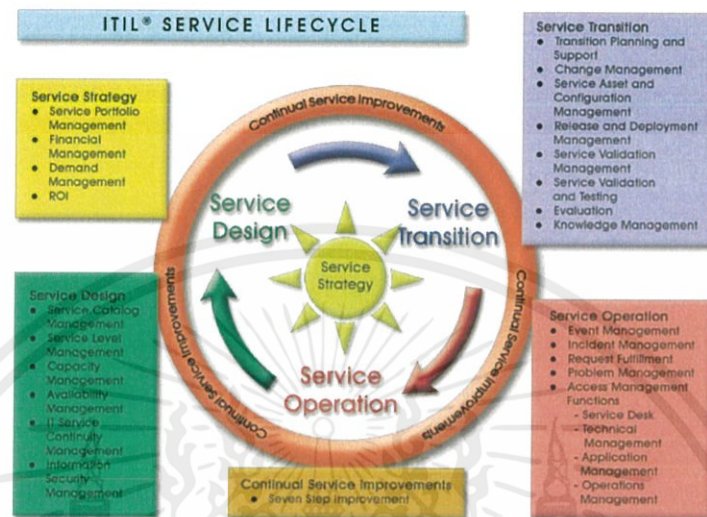 ITIL® SERVICE LIFECYCLE
Service Strategy
● Service Portfolio
Management
● Financial
Management
● Demand
Management
● ROI
Service Design
● Service Catalog
Management
● Service Level
Management
● Capacity
Management
● Availability
Management
● IT Service
Continuity
Management
● Information
Security
Management
Continual Service Improvements
Service
Design
Service
Transition
Service
Strategy
Service
Operation
Continual Service Improvements
Continual Service Improvements
Continual Service Improvements
Continual Service Improvements
● Seven Step Improvement
Service Transition
● Transition Planning and
Support
● Change Management
● Service Asset and
Configuration
Management
● Release and Deployment
Management
● Service Validation
Management
● Service Validation
and Testing
● Evaluation
● Knowledge Management
Service Operation
● Event Management
● Incident Management
● Request Fulfillment
● Problem Management
● Access Management
Functions
- Service Desk
- Technical
Management
- Application
Management
- Operations
Management